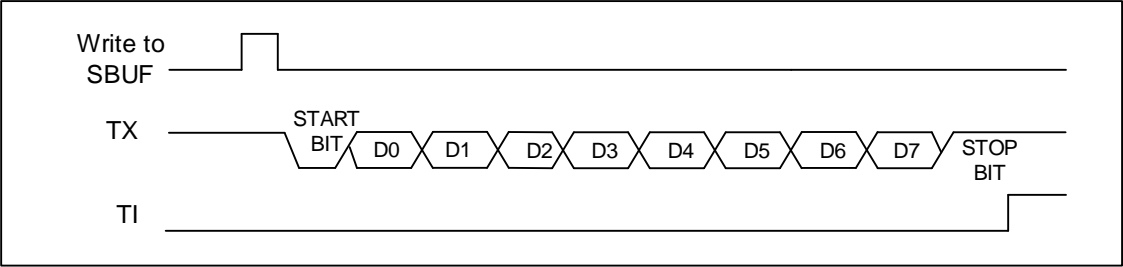 Write to
SBUF
TX
START
BIT
D0 D1 D2 D3 D4 D5 D6 D7
STOP
BIT
TI